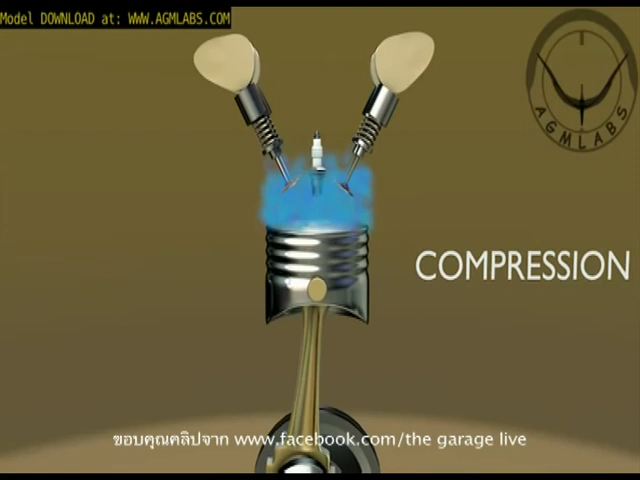 Model DOWNLOAD at: WWW.AGMLABS.COM
AGMLABS
COMPRESSION
ขอบคุณคลิปจาก www.facebook.com/the garage live